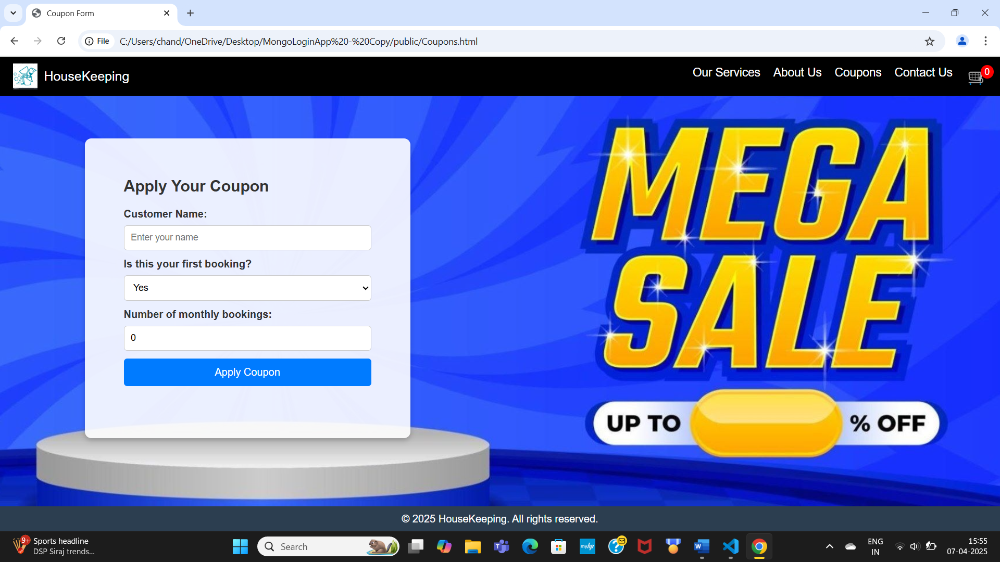 Coupon Form
File
C:/Users/chand/OneDrive/Desktop/MongoLoginApp%20-%20Copy/public/Coupons.html
HouseKeeping
Our Services About Us Coupons Contact Us 0
MEGA
SALE
UP TO % OFF
Apply Your Coupon
Customer Name:
Enter your name
Is this your first booking?
Yes
Number of monthly bookings:
0
Apply Coupon
© 2025 HouseKeeping. All rights reserved.
9+
Sports headline
DSP Siraj trends...
Search
myhp
ENG
IN
15:55
07-04-2025